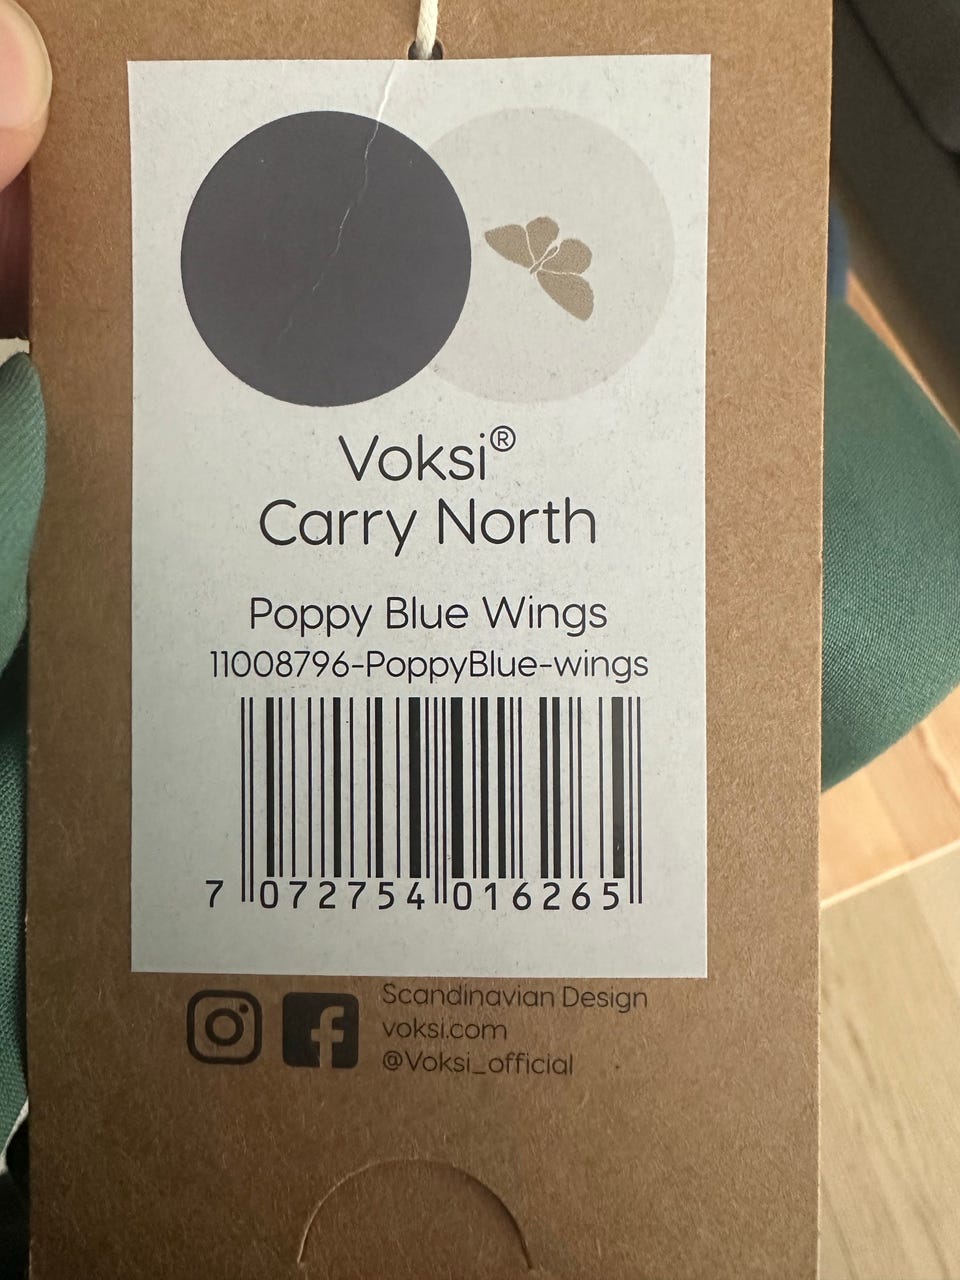 Voksi®
Carry North
Poppy Blue Wings
11008796-PoppyBlue-wings
7 072754 016265
Scandinavian Design
voksi.com
@Voksi_official